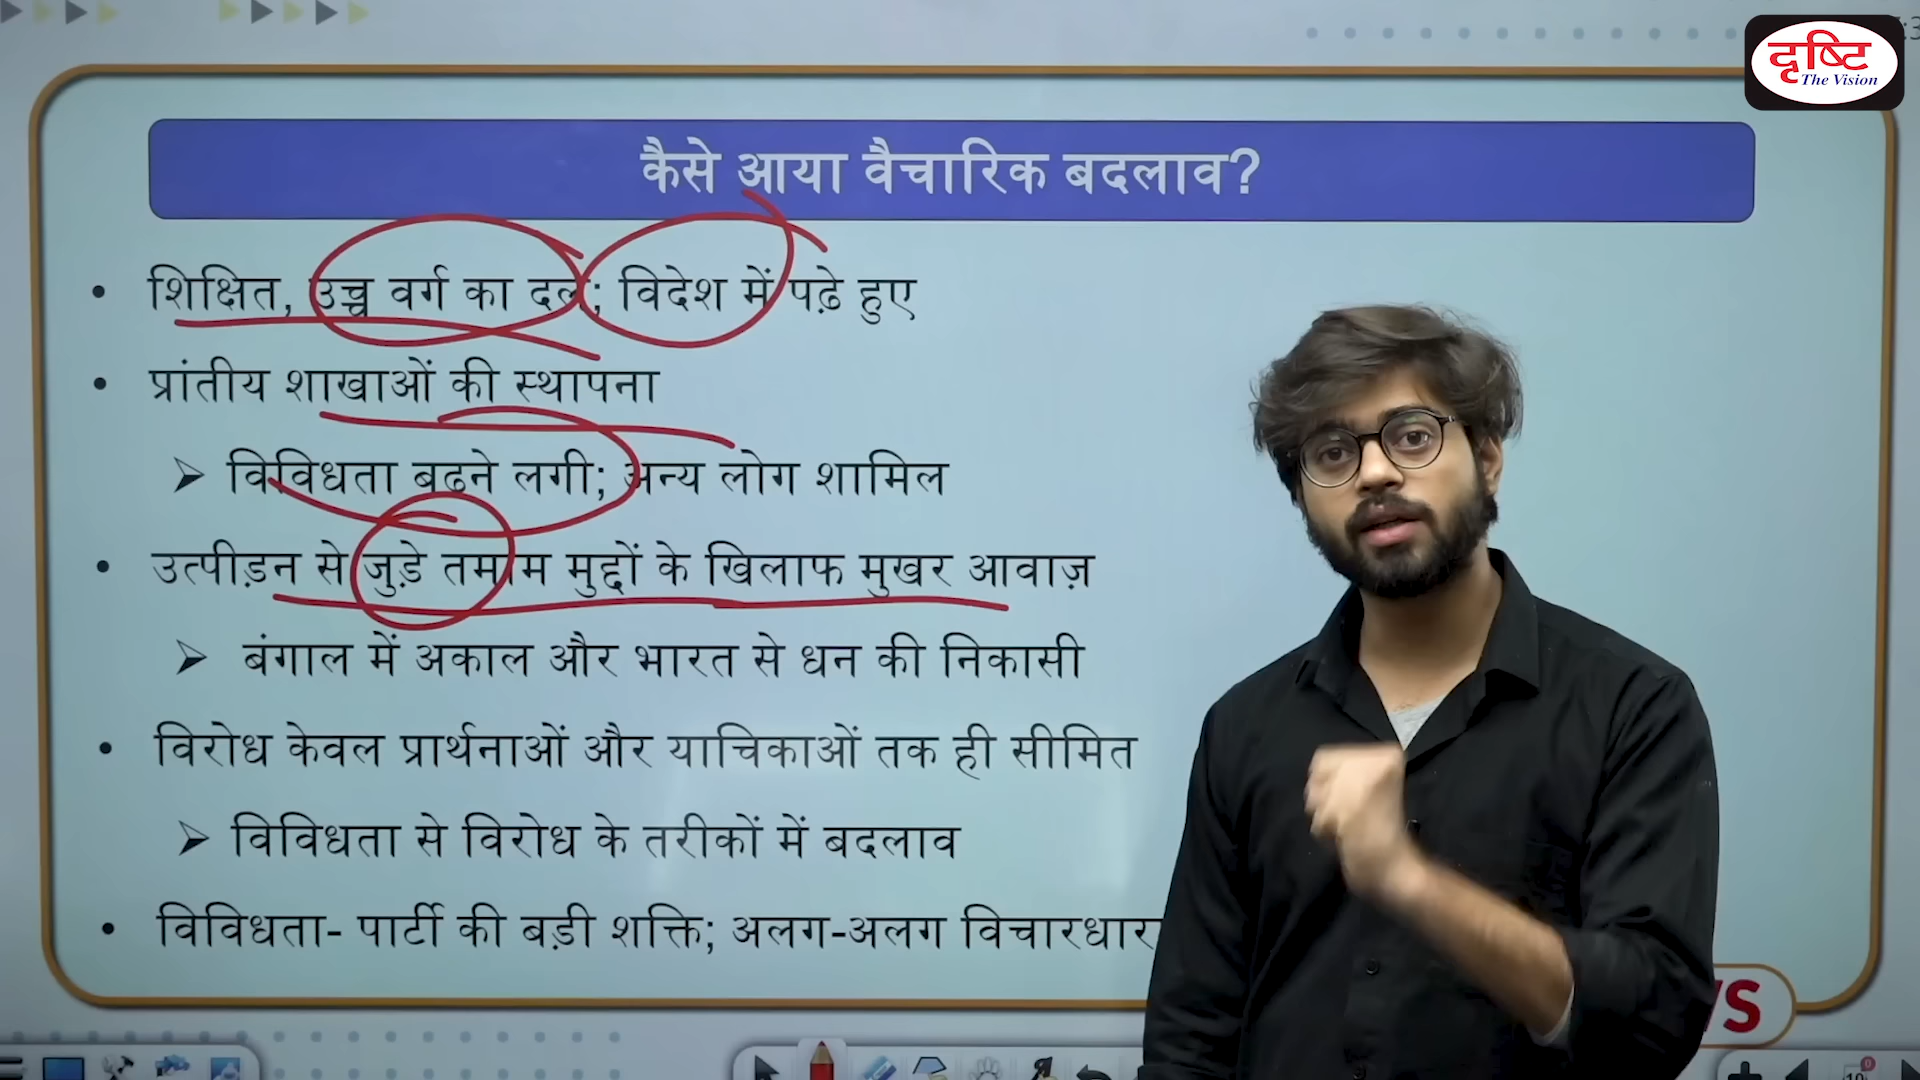 दृष्टि
The Vision
कैसे आया वैचारिक बदलाव?
• शिक्षित, उच्च वर्ग का दल; विदेश में पढ़े हुए
• प्रांतीय शाखाओं की स्थापना
➢ विविधता बढने लगी; अन्य लोग शामिल
• उत्पीड़न से जुड़े तमाम मुद्दों के खिलाफ मुखर आवाज़
➢ बंगाल में अकाल और भारत से धन की निकासी
• विरोध केवल प्रार्थनाओं और याचिकाओं तक ही सीमित
➢ विविधता से विरोध के तरीकों में बदलाव
• विविधता- पार्टी की बड़ी शक्ति; अलग-अलग विचारधारा